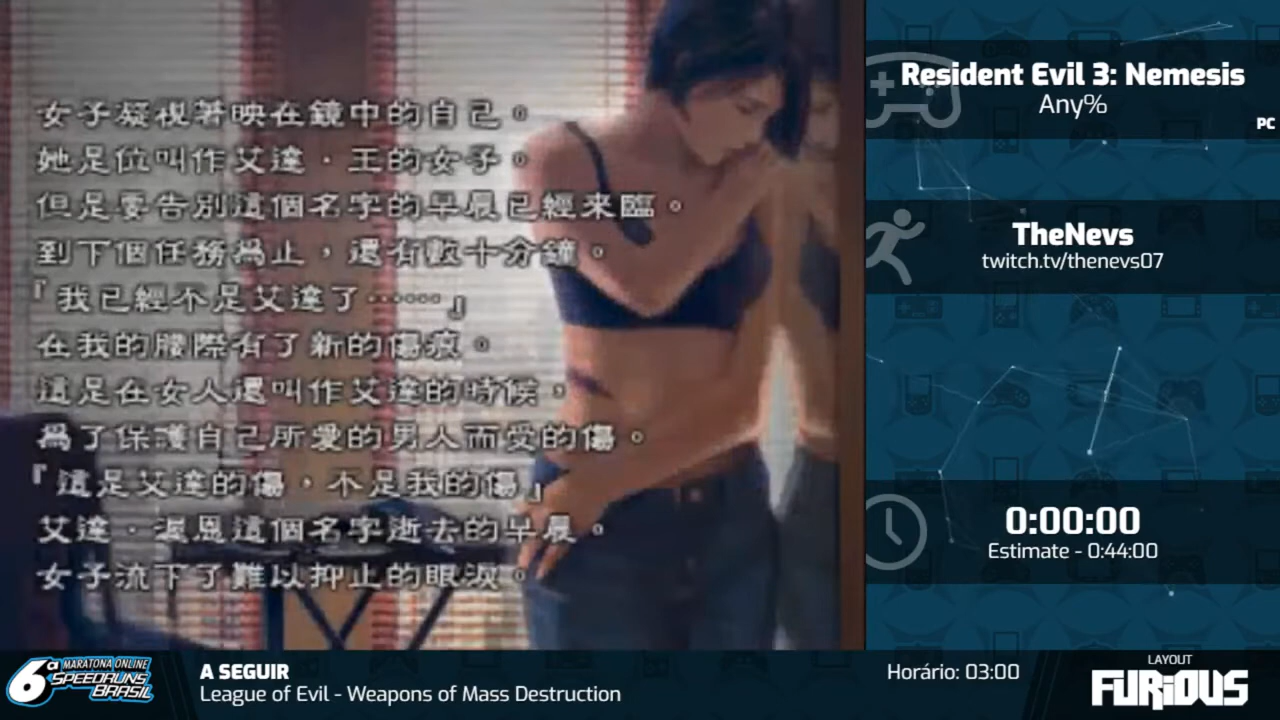 女子凝視著映在鏡中的自己。
她是位叫作艾達．王的女子。
但是要告別這個名字的早晨已經來臨。
到下個任務為止，還有數十分鐘。
『我已經不是艾達了……』
在我的腰際有了新的傷痕。
這是在女人還叫作艾達的時候，
為了保護自己所愛的男人而受的傷。
『這是艾達的傷，不是我的傷』
艾達．溫恩這個名字逝去的早晨。
女子流下了難以抑止的眼淚。
Resident Evil 3: Nemesis
Any%
PC
TheNevs
twitch.tv/thenevs07
0:00:00
Estimate - 0:44:00
6ª MARATONA ONLINE
SPEEDRUNS
BRASIL
A SEGUIR
League of Evil - Weapons of Mass Destruction
Horário: 03:00
LAYOUT
FURIOUS